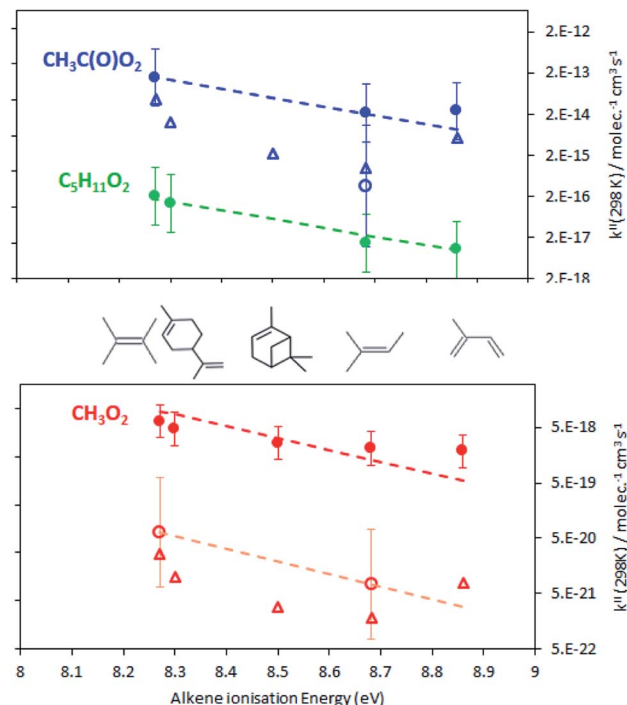 CH₃C(O)O₂
C₅H₁₁O₂
2.E-12
2.E-13
2.E-14
2.E-15
2.E-16
2.E-17
2.E-18
kᴵᴵ(298 K) / molec.⁻¹ cm³ s⁻¹
CH₃O₂
5.E-18
5.E-19
5.E-20
5.E-21
5.E-22
kᴵᴵ(298K) / molec.⁻¹ cm³ s⁻¹
8 8.1 8.2 8.3 8.4 8.5 8.6 8.7 8.8 8.9 9
Alkene ionisation Energy (eV)